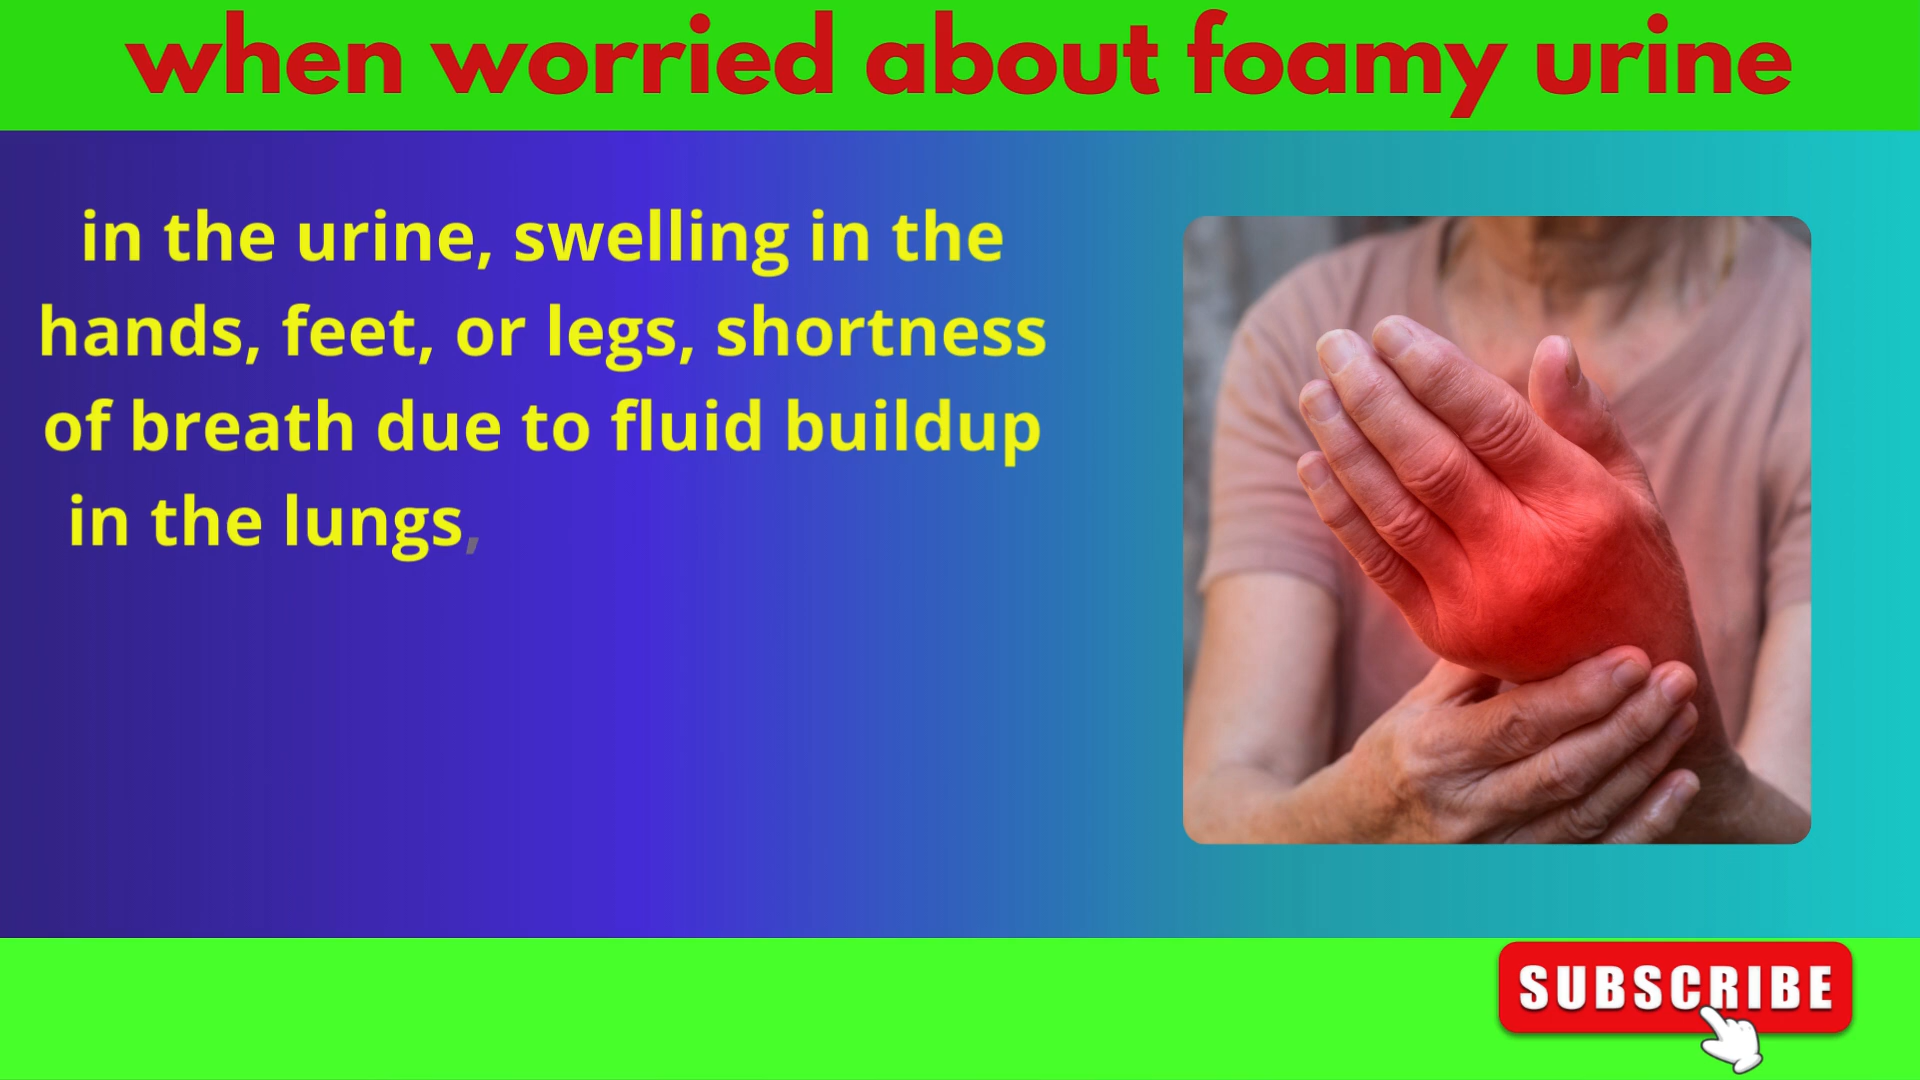 when worried about foamy urine
in the urine, swelling in the
hands, feet, or legs, shortness
of breath due to fluid buildup
in the lungs,
SUBSCRIBE